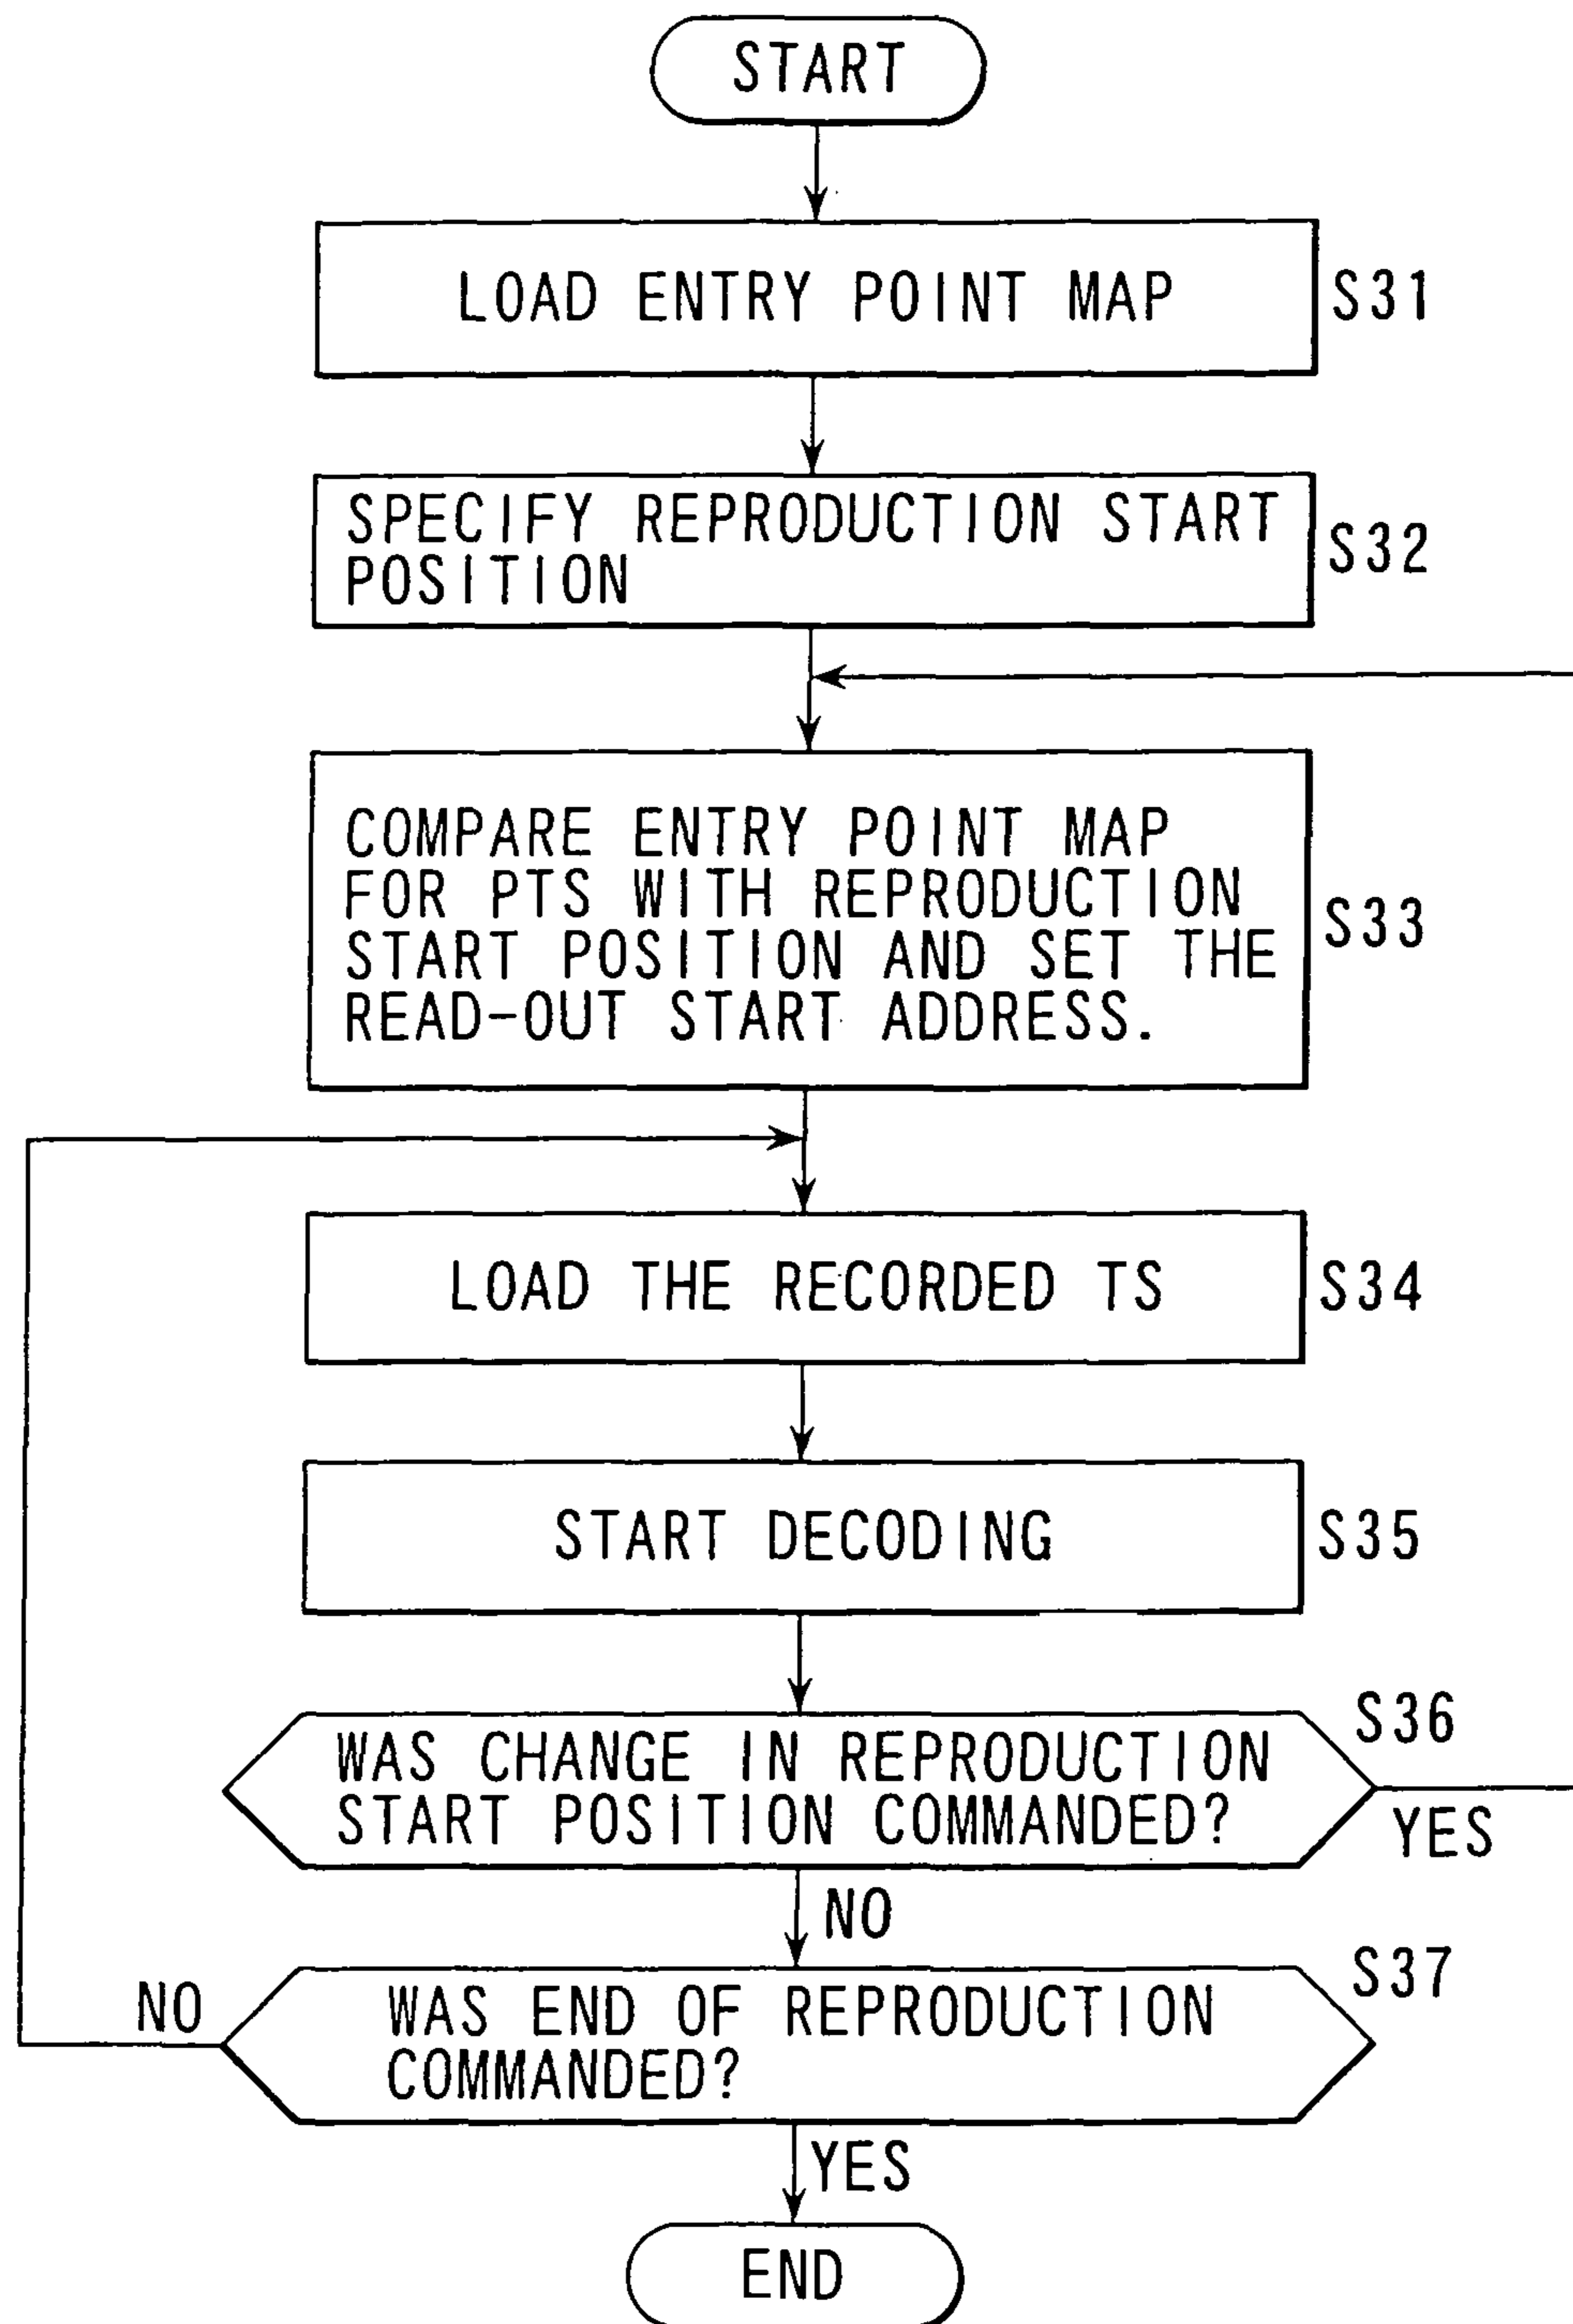 START
LOAD ENTRY POINT MAP
S31
SPECIFY REPRODUCTION START
POSITION
S32
COMPARE ENTRY POINT MAP
FOR PTS WITH REPRODUCTION
START POSITION AND SET THE
READ-OUT START ADDRESS.
S33
LOAD THE RECORDED TS
S34
START DECODING
S35
S36
WAS CHANGE IN REPRODUCTION
START POSITION COMMANDED?
YES
NO
S37
NO
WAS END OF REPRODUCTION
COMMANDED?
YES
END